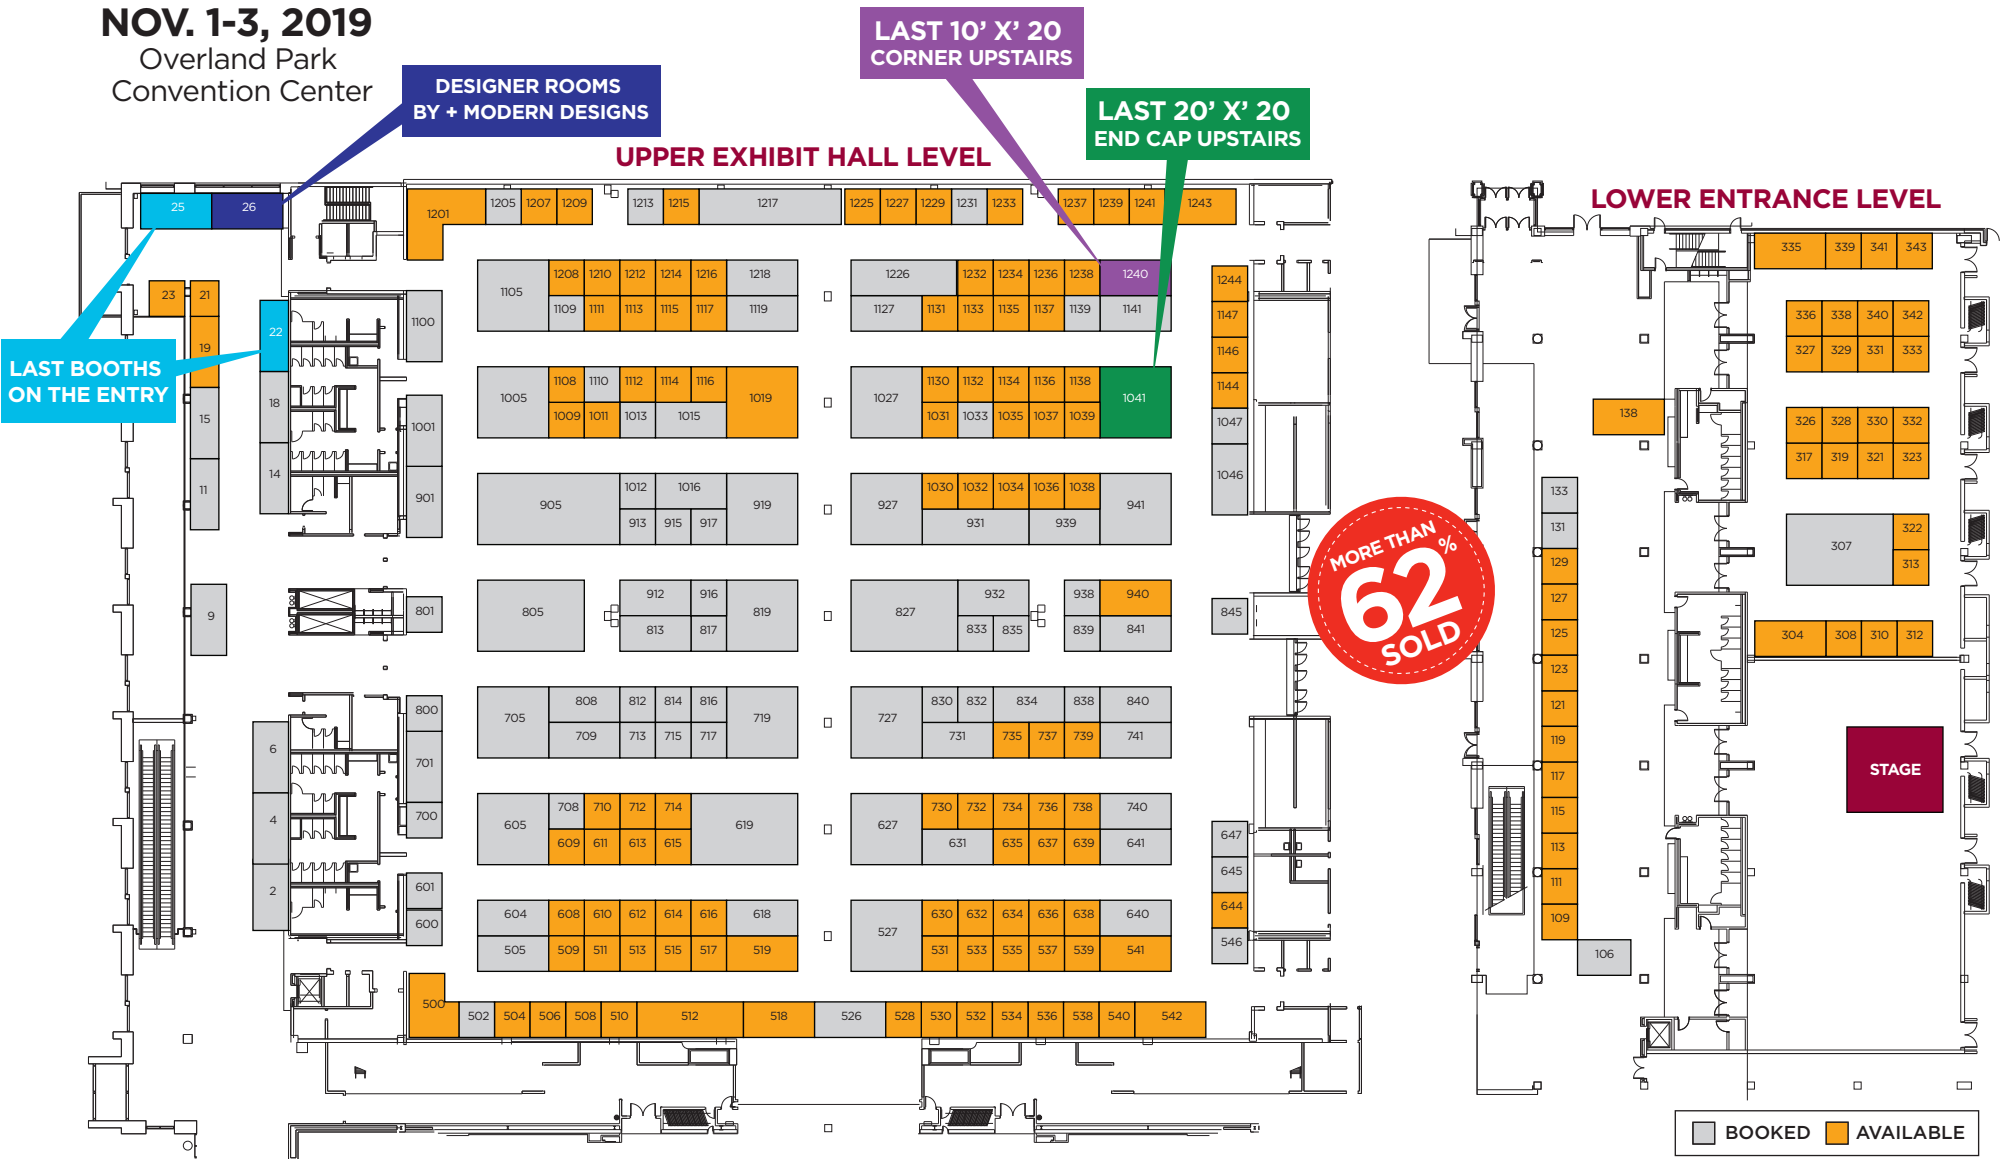 NOV. 1-3, 2019
Overland Park
Convention Center
DESIGNER ROOMS
BY + MODERN DESIGNS
LAST 10’ X’ 20
CORNER UPSTAIRS
LAST 20’ X’ 20
END CAP UPSTAIRS
UPPER EXHIBIT HALL LEVEL
LOWER ENTRANCE LEVEL
LAST BOOTHS
ON THE ENTRY
25 26
23 21
19
22
15
18
11
14
9
6
4
2
1201 1205 1207 1209 1213 1215 1217 1225 1227 1229 1231 1233 1237 1239 1241 1243
1105 1208 1210 1212 1214 1216 1218 1226 1232 1234 1236 1238 1240
1109 1111 1113 1115 1117 1119 1127 1131 1133 1135 1137 1139 1141
1100
1244
1147
1146
1144
1047
1046
1005 1108 1110 1112 1114 1116 1019 1027 1130 1132 1134 1136 1138 1041
1009 1011 1013 1015 1031 1033 1035 1037 1039
1001
901
905 1012 1016 919 927 1030 1032 1034 1036 1038 941
913 915 917 931 939
801
805 912 916 819 827 932 938 940
813 817 833 835 839 841
845
800
701
700
705 808 812 814 816 719 727 830 832 834 838 840
709 713 715 717 731 735 737 739 741
605 708 710 712 714 619 627 730 732 734 736 738 740
609 611 613 615 631 635 637 639 641
601
600
647
645
644
546
604 608 610 612 614 616 618 527 630 632 634 636 638 640
505 509 511 513 515 517 519 531 533 535 537 539 541
500 502 504 506 508 510 512 518 526 528 530 532 534 536 538 540 542
MORE THAN
62%
SOLD
335 339 341 343
336 338 340 342
327 329 331 333
138
326 328 330 332
317 319 321 323
307 322
313
304 308 310 312
133
131
129
127
125
123
121
119
117
115
113
111
109
106
STAGE
BOOKED AVAILABLE